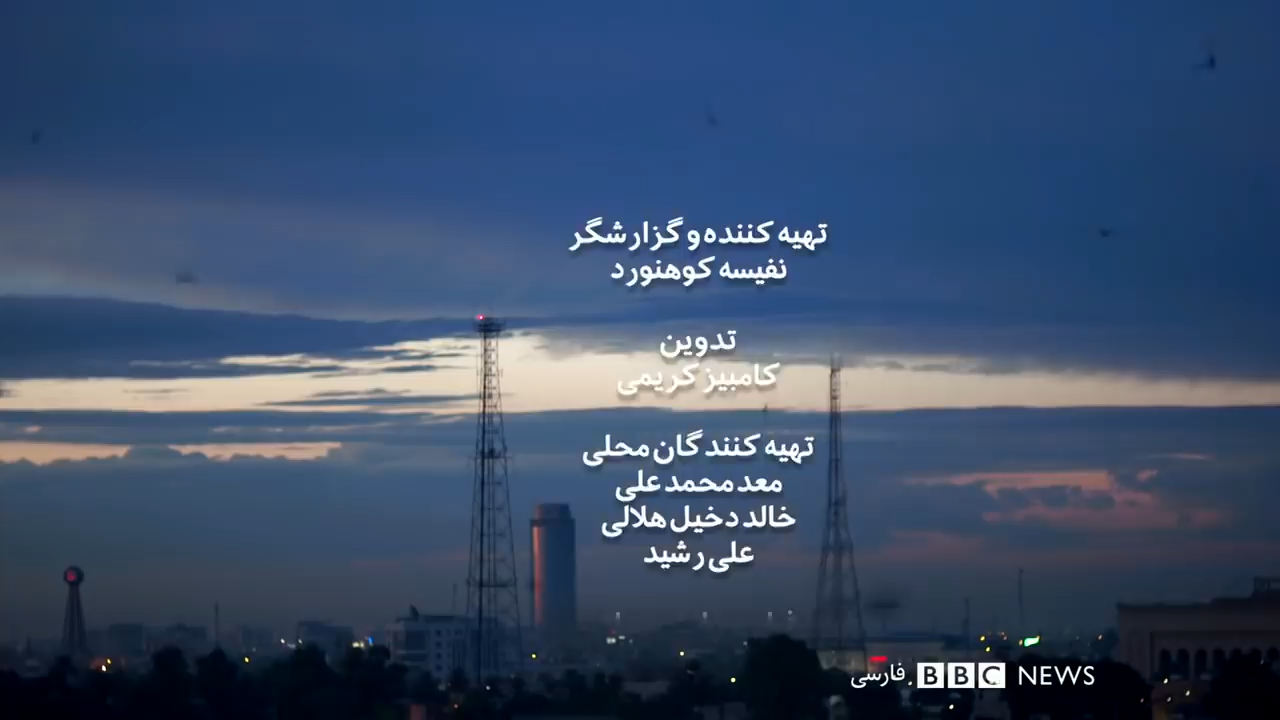 تهیه کننده و گزارشگر
نفیسه کوهنورد
تدوین
کامبیز کریمی
تهیه کنندگان محلی
معد محمد علی
خالد دخیل هلالی
علی رشید
BBC NEWS فارسی